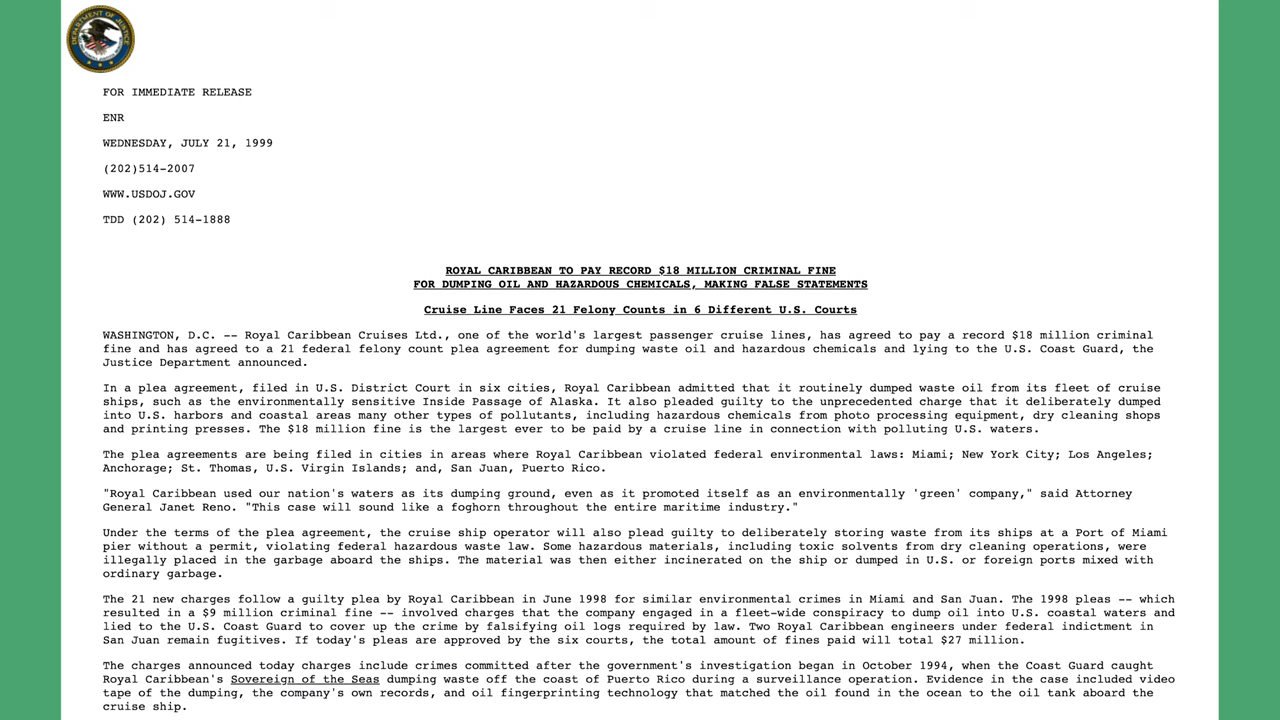 FOR IMMEDIATE RELEASE
ENR
WEDNESDAY, JULY 21, 1999
(202)514-2007
WWW.USDOJ.GOV
TDD (202) 514-1888
ROYAL CARIBBEAN TO PAY RECORD $18 MILLION CRIMINAL FINE
FOR DUMPING OIL AND HAZARDOUS CHEMICALS, MAKING FALSE STATEMENTS
Cruise Line Faces 21 Felony Counts in 6 Different U.S. Courts
WASHINGTON, D.C. -- Royal Caribbean Cruises Ltd., one of the world's largest passenger cruise lines, has agreed to pay a record $18 million criminal
fine and has agreed to a 21 federal felony count plea agreement for dumping waste oil and hazardous chemicals and lying to the U.S. Coast Guard, the
Justice Department announced.
In a plea agreement, filed in U.S. District Court in six cities, Royal Caribbean admitted that it routinely dumped waste oil from its fleet of cruise
ships, such as the environmentally sensitive Inside Passage of Alaska. It also pleaded guilty to the unprecedented charge that it deliberately dumped
into U.S. harbors and coastal areas many other types of pollutants, including hazardous chemicals from photo processing equipment, dry cleaning shops
and printing presses. The $18 million fine is the largest ever to be paid by a cruise line in connection with polluting U.S. waters.
The plea agreements are being filed in cities in areas where Royal Caribbean violated federal environmental laws: Miami; New York City; Los Angeles;
Anchorage; St. Thomas, U.S. Virgin Islands; and, San Juan, Puerto Rico.
"Royal Caribbean used our nation's waters as its dumping ground, even as it promoted itself as an environmentally 'green' company," said Attorney
General Janet Reno. "This case will sound like a foghorn throughout the entire maritime industry."
Under the terms of the plea agreement, the cruise ship operator will also plead guilty to deliberately storing waste from its ships at a Port of Miami
pier without a permit, violating federal hazardous waste law. Some hazardous materials, including toxic solvents from dry cleaning operations, were
illegally placed in the garbage aboard the ships. The material was then either incinerated on the ship or dumped in U.S. or foreign ports mixed with
ordinary garbage.
The 21 new charges follow a guilty plea by Royal Caribbean in June 1998 for similar environmental crimes in Miami and San Juan. The 1998 pleas -- which
resulted in a $9 million criminal fine -- involved charges that the company engaged in a fleet-wide conspiracy to dump oil into U.S. coastal waters and
lied to the U.S. Coast Guard to cover up the crime by falsifying oil logs required by law. Two Royal Caribbean engineers under federal indictment in
San Juan remain fugitives. If today's pleas are approved by the six courts, the total amount of fines paid will total $27 million.
The charges announced today charges include crimes committed after the government's investigation began in October 1994, when the Coast Guard caught
Royal Caribbean's Sovereign of the Seas dumping waste off the coast of Puerto Rico during a surveillance operation. Evidence in the case included video
tape of the dumping, the company's own records, and oil fingerprinting technology that matched the oil found in the ocean to the oil tank aboard the
cruise ship.